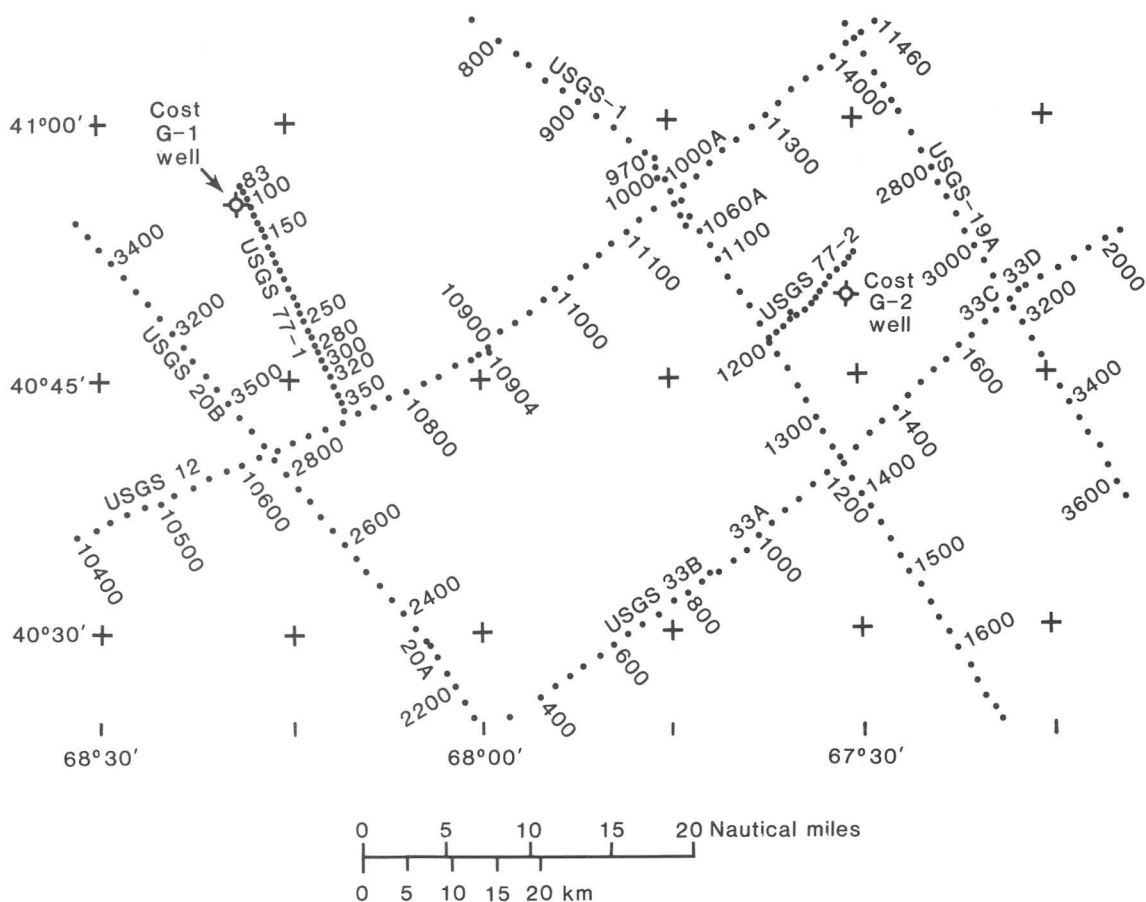 800
USGS-1
900
970
1000
1000A
1060A
1100
11460
14000
11300
USGS-19A
2800
3000
41°00′
Cost
G-1
well
83
100
150
3400
USGS 77-1
250
280
300
320
350
3200
USGS 20B
3500
10900
10904
11000
11100
USGS 77-2
Cost
G-2
well
1200
33C
33D
2000
3200
3400
3600
1600
1400
40°45′
USGS 12
10400
10500
10600
2800
10800
1300
1400
1200
33A
1000
1500
1600
2600
2400
20A
2200
USGS 33B
800
600
400
40°30′
68°30′
68°00′
67°30′
0 5 10 15 20 Nautical miles
0 5 10 15 20 km